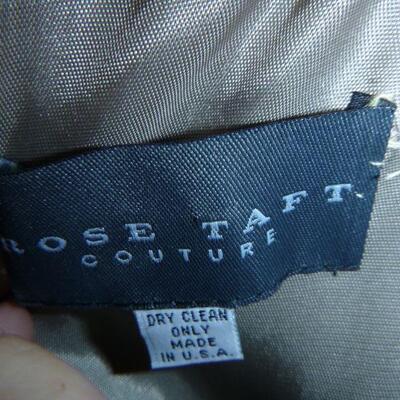 ROSE TAFT
COUTURE
DRY CLEAN
ONLY
MADE
IN U.S.A.